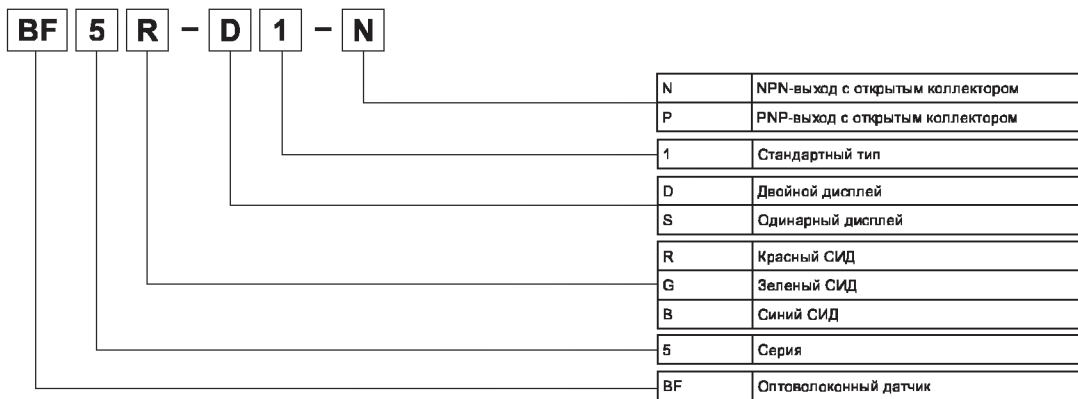 BF 5 R - D 1 - N
N NPN-выход с открытым коллектором
P PNP-выход с открытым коллектором
1 Стандартный тип
D Двойной дисплей
S Одинарный дисплей
R Красный СИД
G Зеленый СИД
B Синий СИД
5 Серия
BF Оптоволоконный датчик